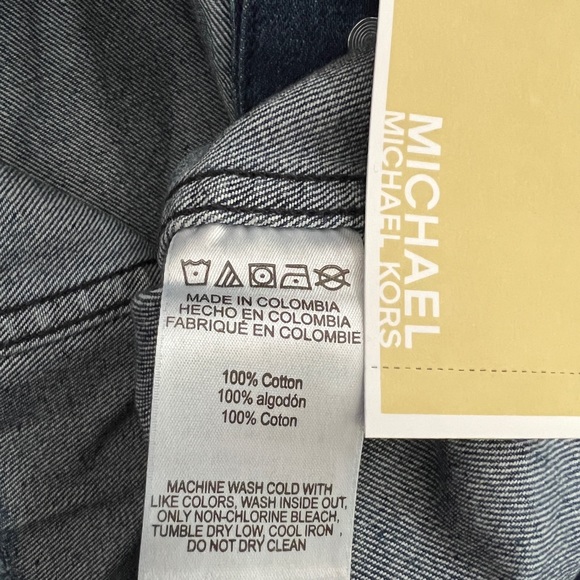 MICHAEL
MICHAEL KORS
MADE IN COLOMBIA
HECHO EN COLOMBIA
FABRIQUÉ EN COLOMBIE
100% Cotton
100% algodón
100% Coton
MACHINE WASH COLD WITH
LIKE COLORS, WASH INSIDE OUT,
ONLY NON-CHLORINE BLEACH,
TUMBLE DRY LOW, COOL IRON ,
DO NOT DRY CLEAN